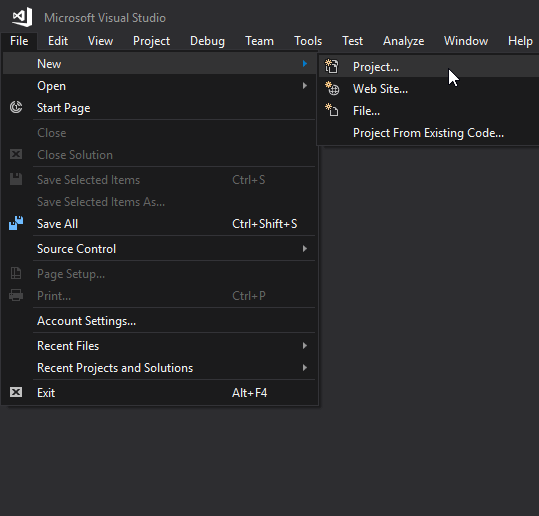 Microsoft Visual Studio
File Edit View Project Debug Team Tools Test Analyze Window Help
New
Project...
Open
Web Site...
Start Page
File...
Close
Project From Existing Code...
Close Solution
Save Selected Items Ctrl+S
Save Selected Items As...
Save All Ctrl+Shift+S
Source Control
Page Setup...
Print... Ctrl+P
Account Settings...
Recent Files
Recent Projects and Solutions
Exit Alt+F4